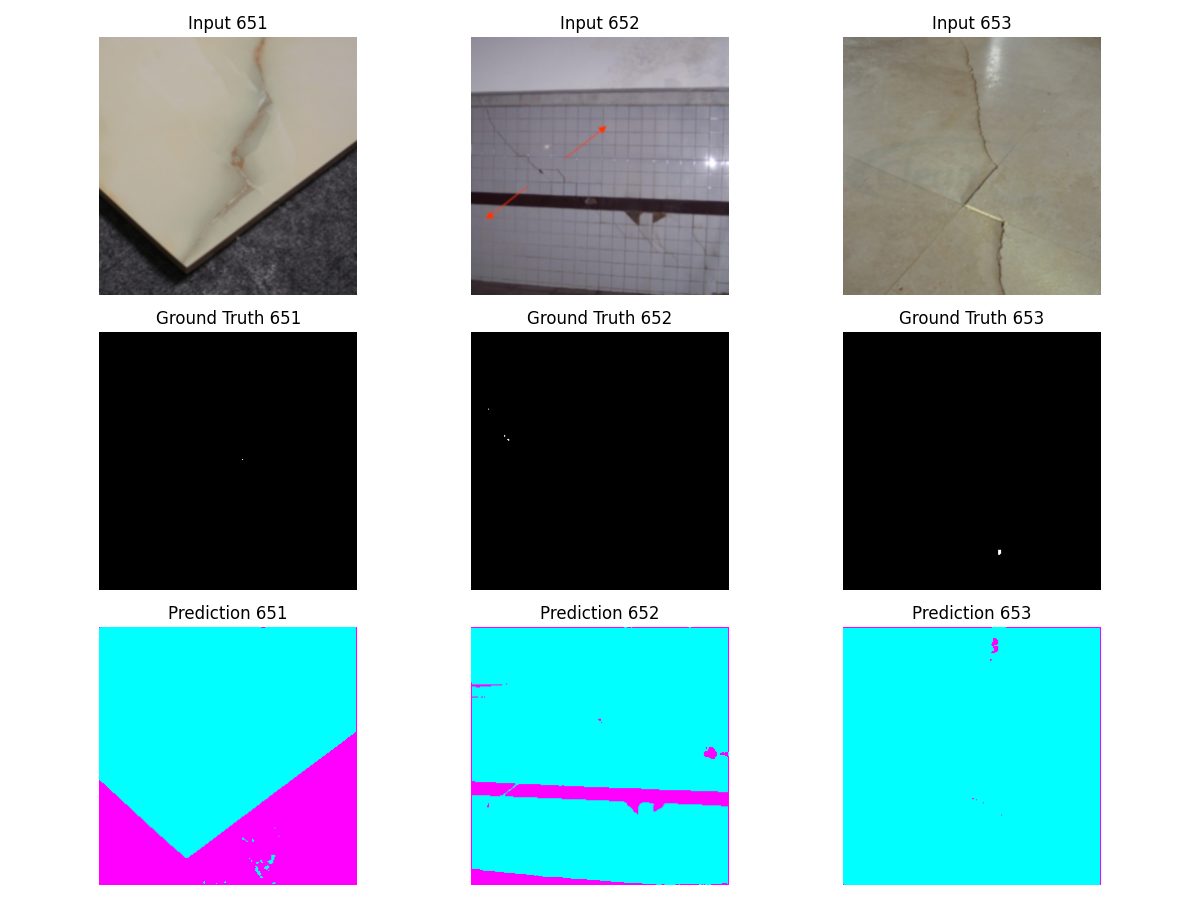 Input 651
Input 652
Input 653
Ground Truth 651
Ground Truth 652
Ground Truth 653
Prediction 651
Prediction 652
Prediction 653